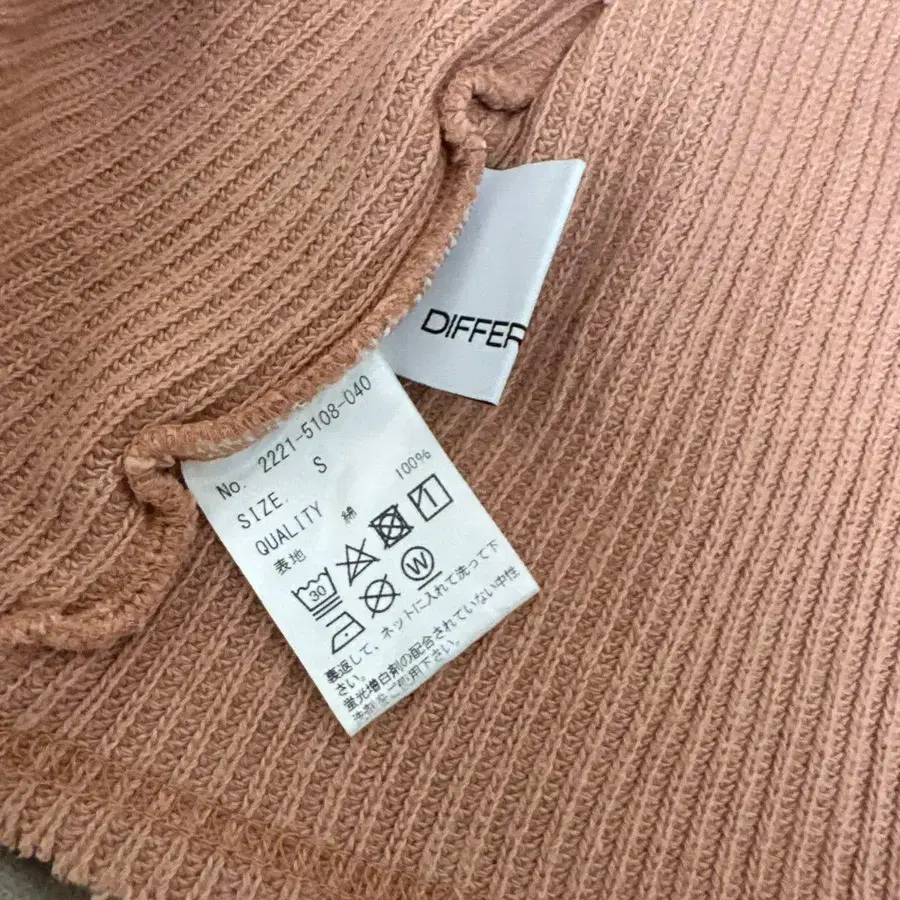 DIFFER
No. 2221-5108-040
SIZE. S
QUALITY
表地 綿 100%
30
W
裏返して、ネットに入れて洗って下
さい。
蛍光増白剤の配合されていない中性
洗剤をご使用下さい。